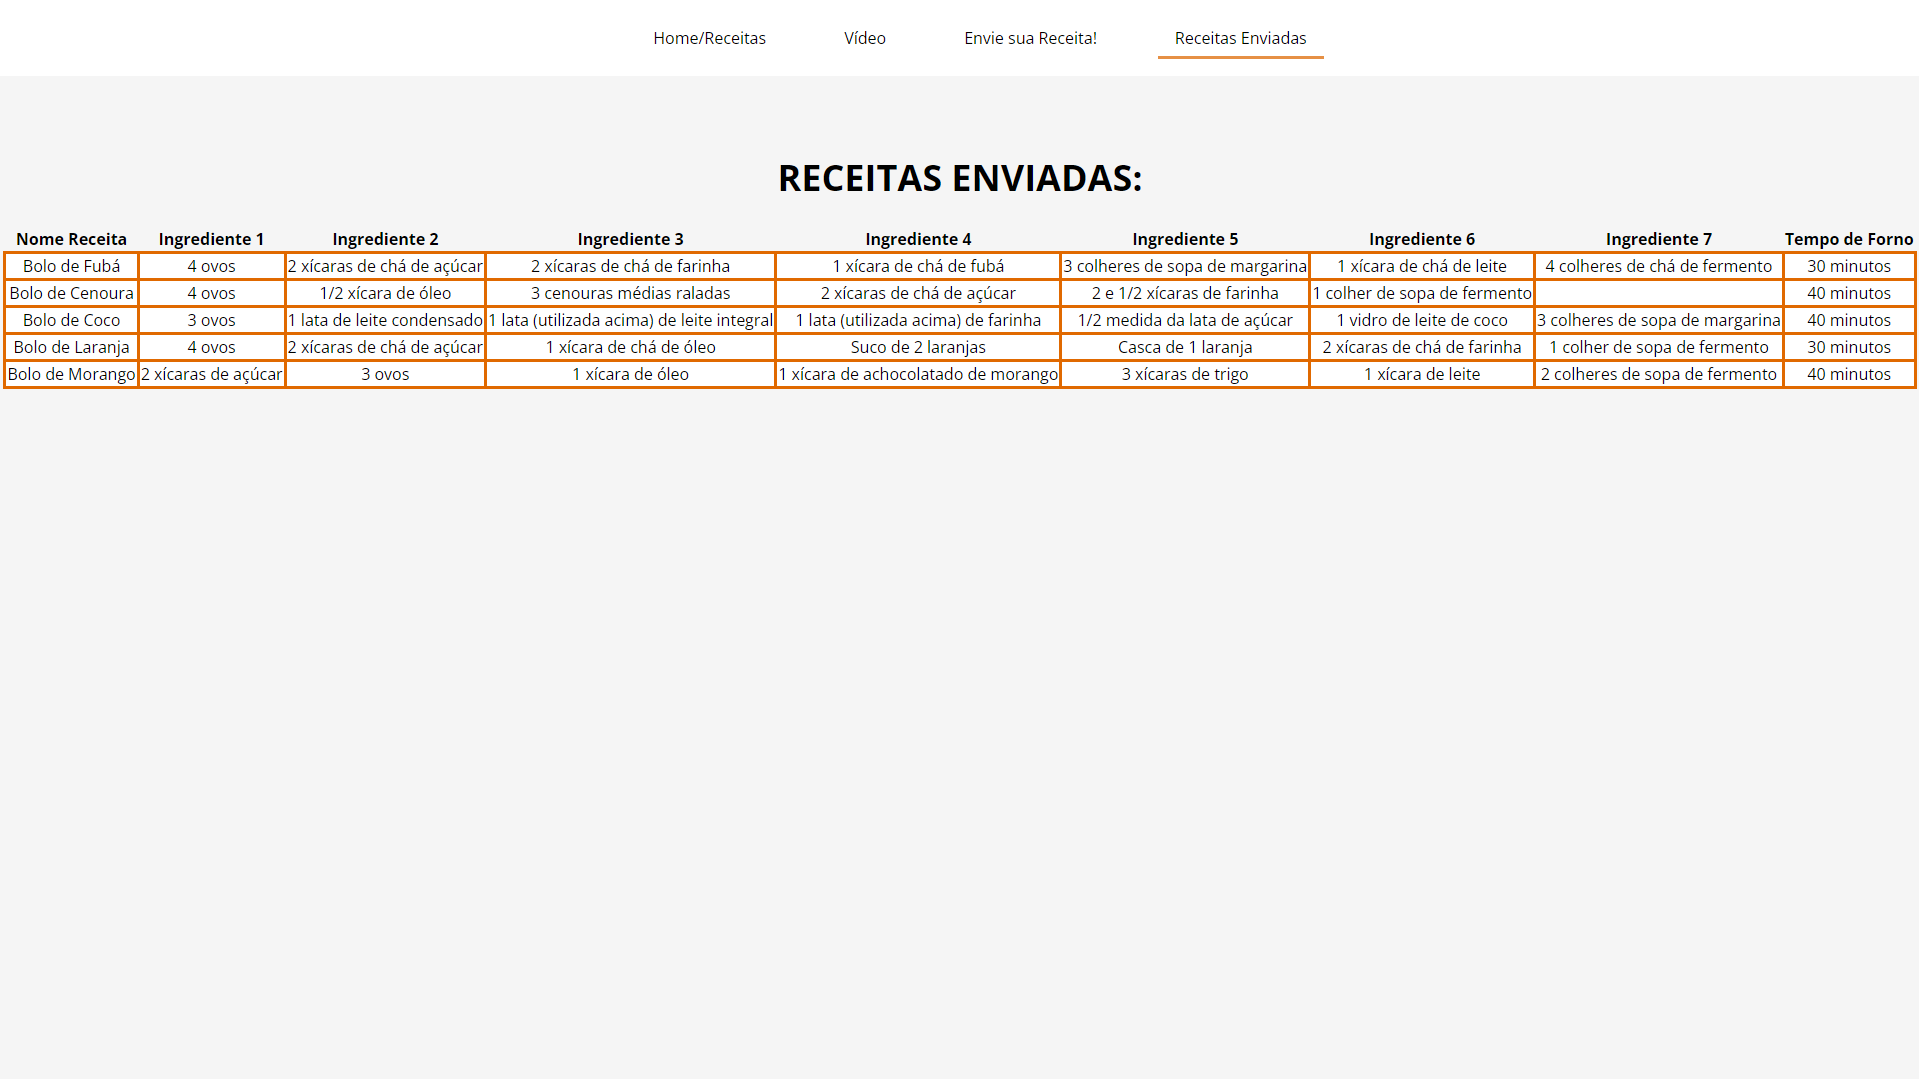 Home/Receitas Vídeo Envie sua Receita! Receitas Enviadas
RECEITAS ENVIADAS:
Nome Receita Ingrediente 1 Ingrediente 2 Ingrediente 3 Ingrediente 4 Ingrediente 5 Ingrediente 6 Ingrediente 7 Tempo de Forno
Bolo de Fubá 4 ovos 2 xícaras de chá de açúcar 2 xícaras de chá de farinha 1 xícara de chá de fubá 3 colheres de sopa de margarina 1 xícara de chá de leite 4 colheres de chá de fermento 30 minutos
Bolo de Cenoura 4 ovos 1/2 xícara de óleo 3 cenouras médias raladas 2 xícaras de chá de açúcar 2 e 1/2 xícaras de farinha 1 colher de sopa de fermento 40 minutos
Bolo de Coco 3 ovos 1 lata de leite condensado 1 lata (utilizada acima) de leite integral 1 lata (utilizada acima) de farinha 1/2 medida da lata de açúcar 1 vidro de leite de coco 3 colheres de sopa de margarina 40 minutos
Bolo de Laranja 4 ovos 2 xícaras de chá de açúcar 1 xícara de chá de óleo Suco de 2 laranjas Casca de 1 laranja 2 xícaras de chá de farinha 1 colher de sopa de fermento 30 minutos
Bolo de Morango 2 xícaras de açúcar 3 ovos 1 xícara de óleo 1 xícara de achocolatado de morango 3 xícaras de trigo 1 xícara de leite 2 colheres de sopa de fermento 40 minutos